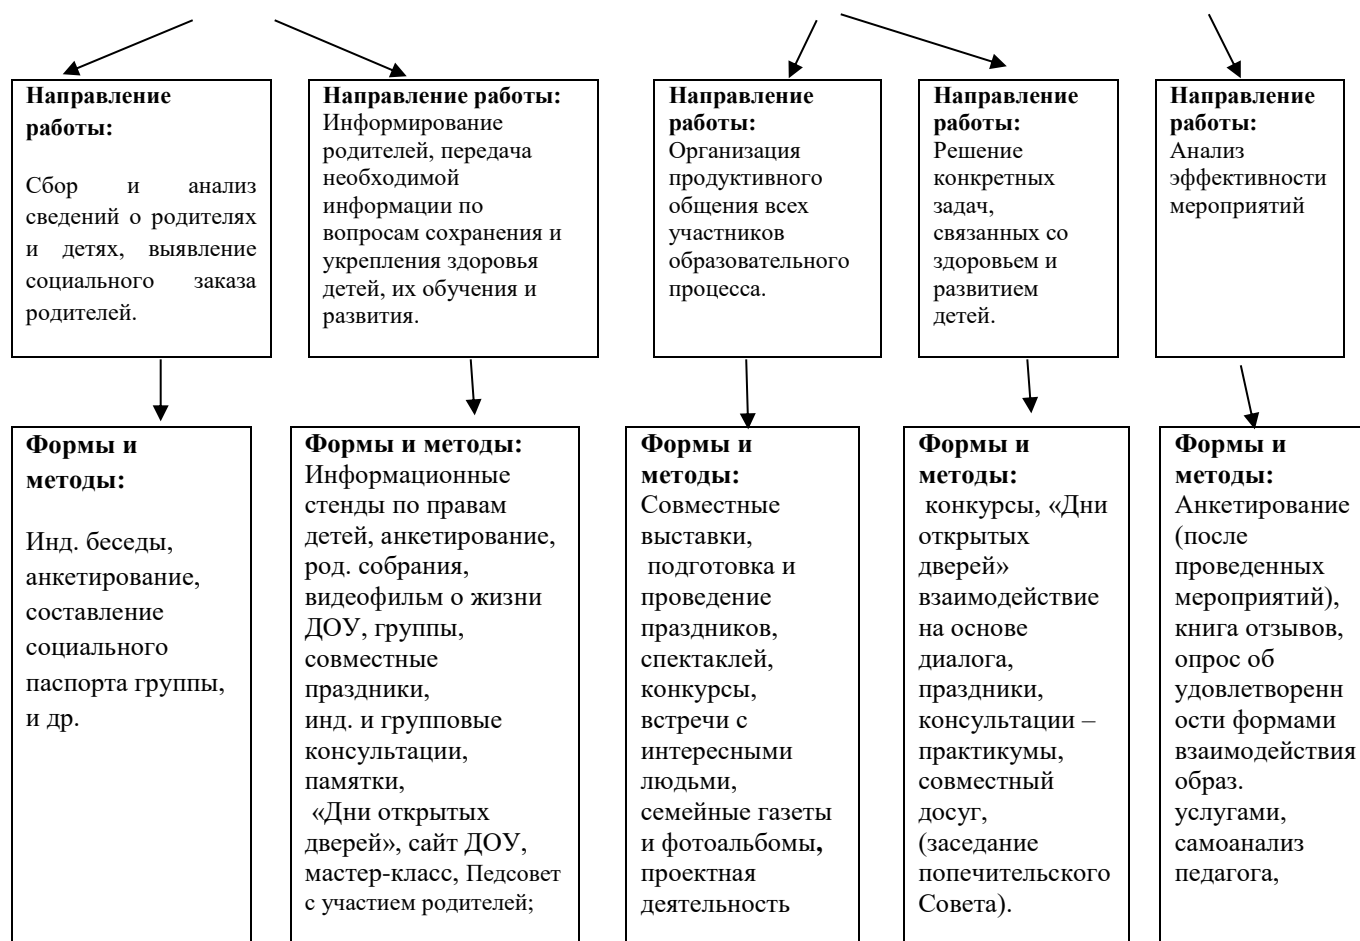 Направление
работы:
Сбор и анализ
сведений о родителях
и детях, выявление
социального заказа
родителей.
Направление работы:
Информирование
родителей, передача
необходимой
информации по
вопросам сохранения и
укрепления здоровья
детей, их обучения и
развития.
Направление
работы:
Организация
продуктивного
общения всех
участников
образовательного
процесса.
Направление
работы:
Решение
конкретных
задач,
связанных со
здоровьем и
развитием
детей.
Направление
работы:
Анализ
эффективности
мероприятий
Формы и
методы:
Инд. беседы,
анкетирование,
составление
социального
паспорта группы,
и др.
Формы и методы:
Информационные
стенды по правам
детей, анкетирование,
род. собрания,
видеофильм о жизни
ДОУ, группы,
совместные
праздники,
инд. и групповые
консультации,
памятки,
«Дни открытых
дверей», сайт ДОУ,
мастер-класс, Педсовет
с участием родителей;
Формы и
методы:
Совместные
выставки,
подготовка и
проведение
праздников,
спектаклей,
конкурсы,
встречи с
интересными
людьми,
семейные газеты
и фотоальбомы,
проектная
деятельность
Формы и
методы:
конкурсы, «Дни
открытых
дверей»
взаимодействие
на основе
диалога,
праздники,
консультации –
практикумы,
совместный
досуг,
(заседание
попечительского
Совета).
Формы и
методы:
Анкетирование
(после
проведенных
мероприятий),
книга отзывов,
опрос об
удовлетворенн
ости формами
взаимодействия
образ.
услугами,
самоанализ
педагога,